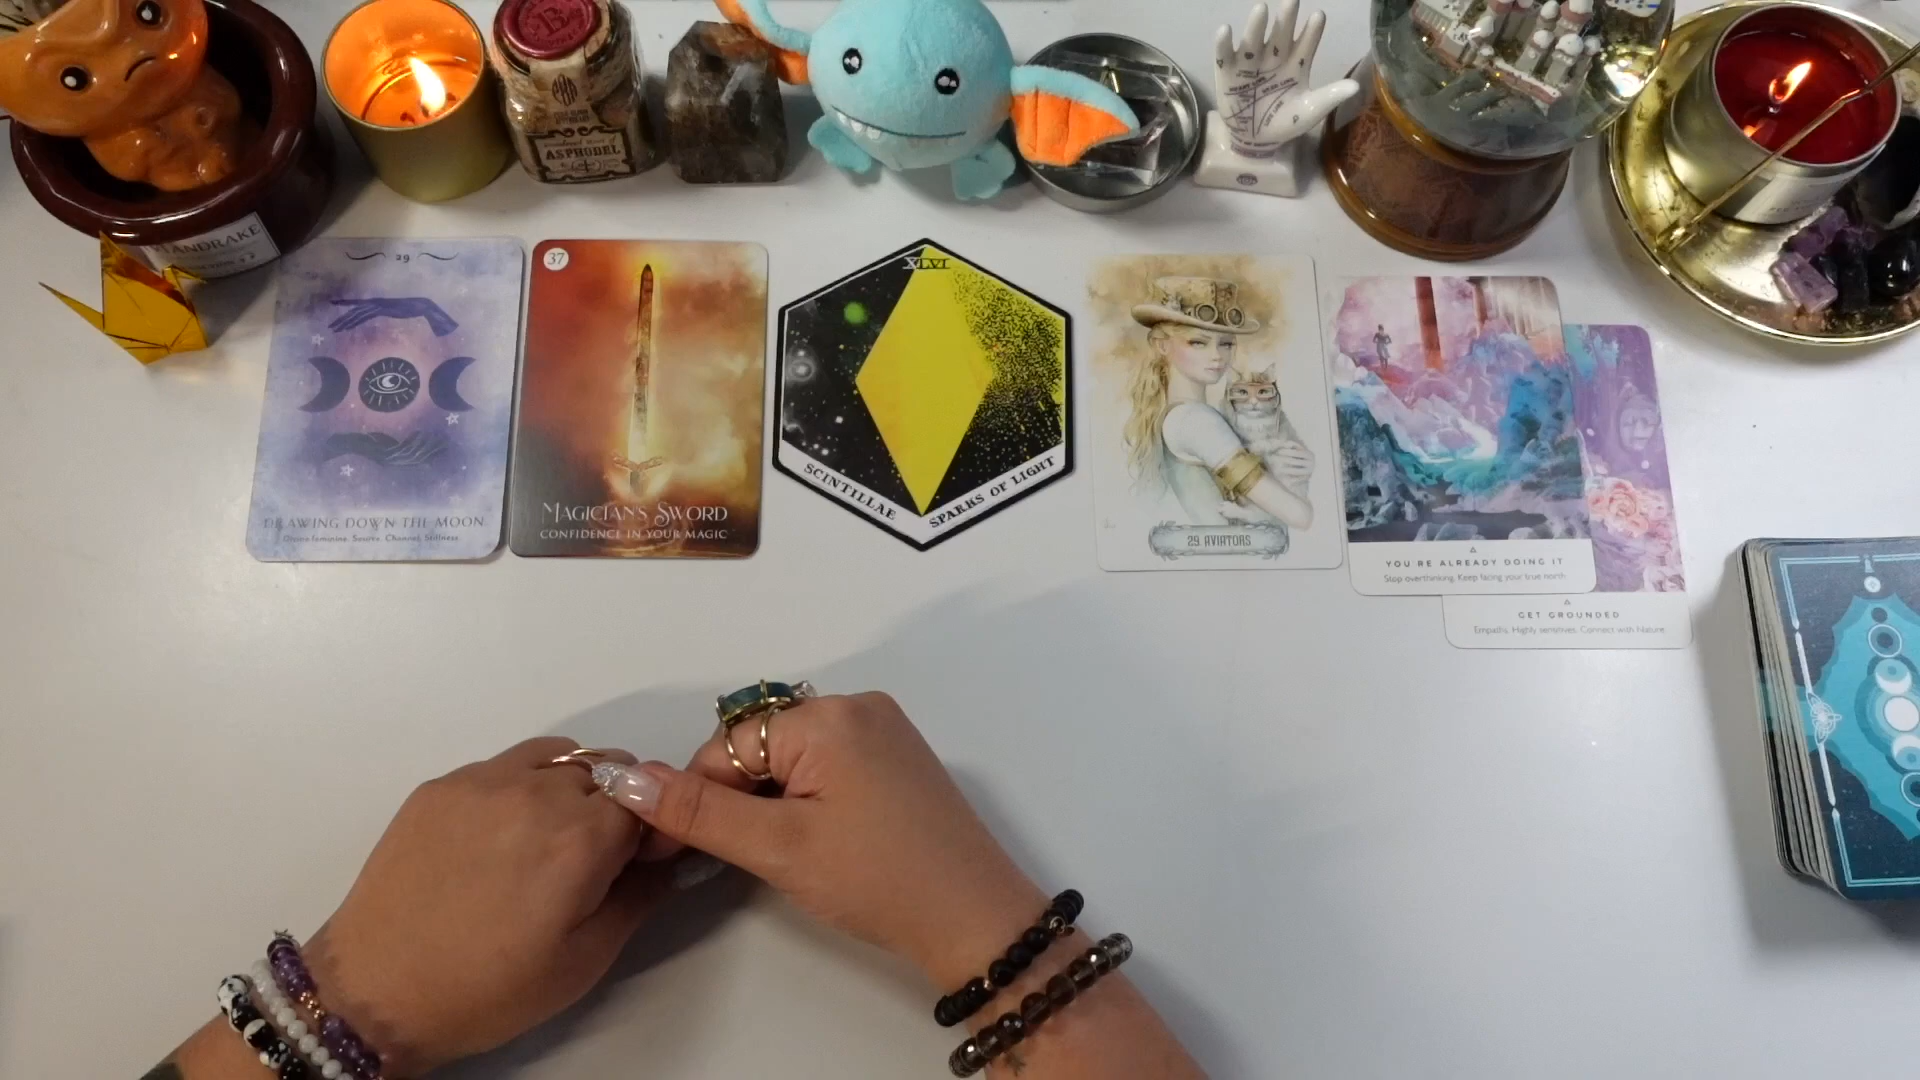 ASPHODEL
MANDRAKE
29
DRAWING DOWN THE MOON
Divine feminine. Source. Channel. Stillness.
37
MAGICIAN'S SWORD
CONFIDENCE IN YOUR MAGIC
XLVI
SCINTILLAE
SPARKS OF LIGHT
29. AVIATORS
YOU'RE ALREADY DOING IT
Stop overthinking. Keep facing your true north.
GET GROUNDED
Empaths. Highly sensitives. Connect with Nature.